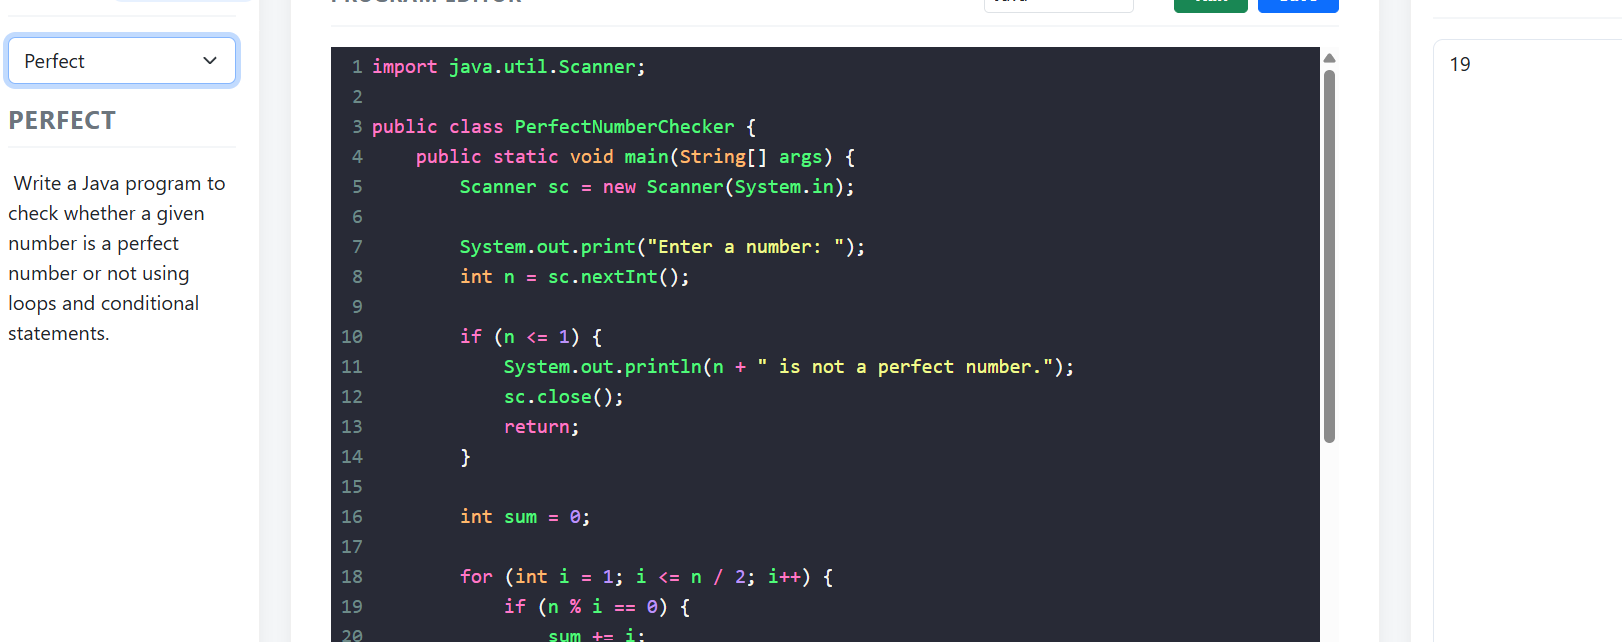 Perfect
PERFECT
Write a Java program to
check whether a given
number is a perfect
number or not using
loops and conditional
statements.
PROGRAM EDITOR
1 import java.util.Scanner;
2
3 public class PerfectNumberChecker {
4 public static void main(String[] args) {
5 Scanner sc = new Scanner(System.in);
6
7 System.out.print("Enter a number: ");
8 int n = sc.nextInt();
9
10 if (n <= 1) {
11 System.out.println(n + " is not a perfect number.");
12 sc.close();
13 return;
14 }
15
16 int sum = 0;
17
18 for (int i = 1; i <= n / 2; i++) {
19 if (n % i == 0) {
20 sum += i;
19